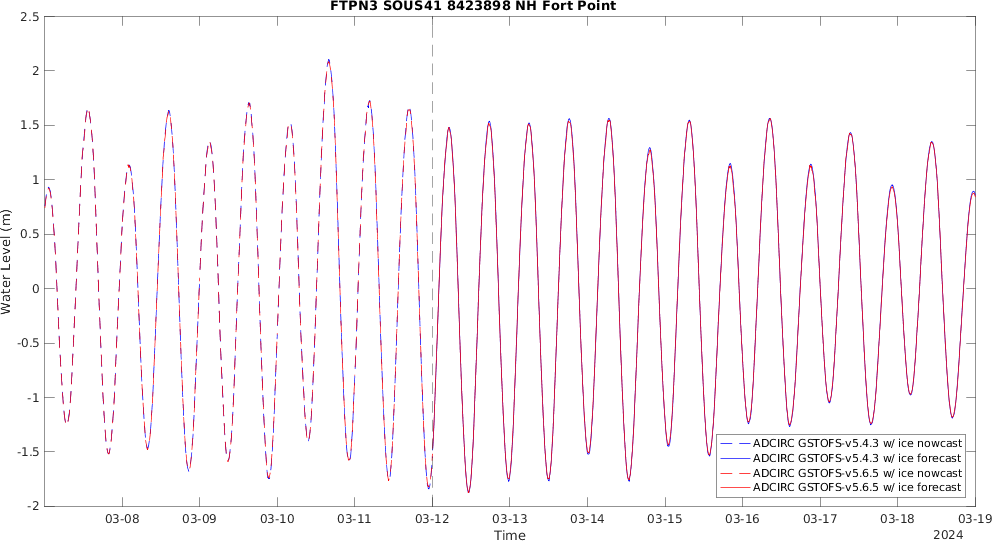 FTPN3 SOUS41 8423898 NH Fort Point
2.5
2
1.5
1
0.5
0
-0.5
-1
-1.5
-2
Water Level (m)
ADCIRC GSTOFS-v5.4.3 w/ ice nowcast
ADCIRC GSTOFS-v5.4.3 w/ ice forecast
ADCIRC GSTOFS-v5.6.5 w/ ice nowcast
ADCIRC GSTOFS-v5.6.5 w/ ice forecast
03-08 03-09 03-10 03-11 03-12 03-13 03-14 03-15 03-16 03-17 03-18 03-19
Time
2024